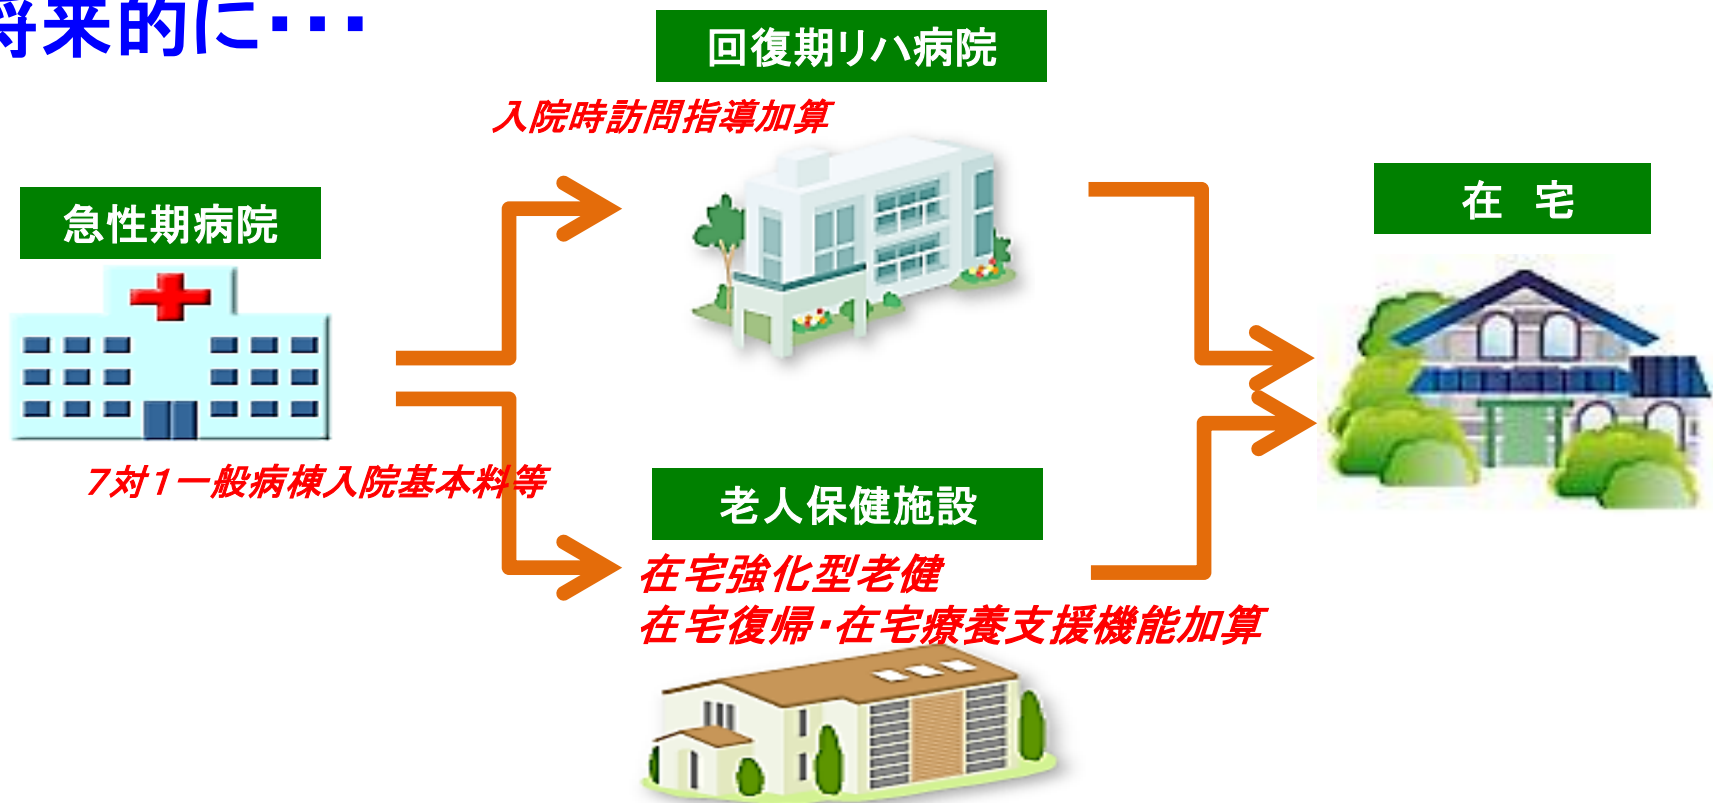 将来的に・・・
回復期リハ病院
入院時訪問指導加算
急性期病院
在　宅
７対１一般病棟入院基本料等
老人保健施設
在宅強化型老健
在宅復帰・在宅療養支援機能加算